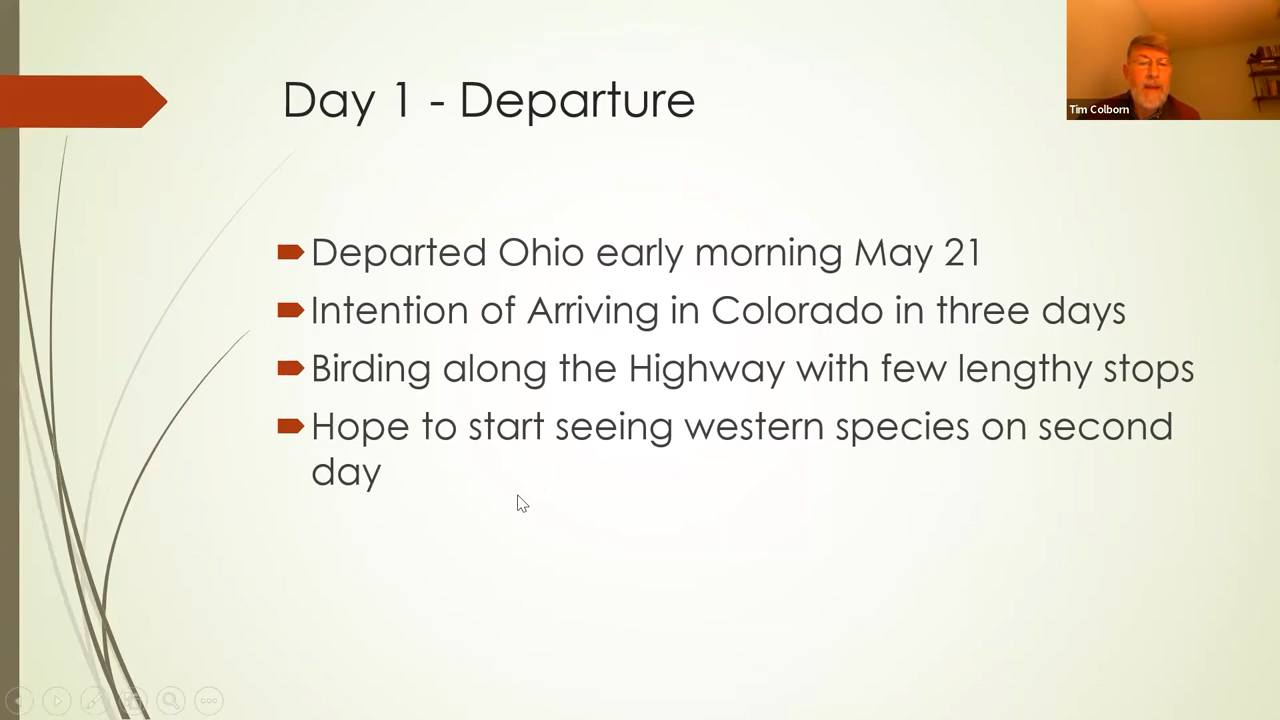 Day 1 - Departure
Tim Colborn
Departed Ohio early morning May 21
Intention of Arriving in Colorado in three days
Birding along the Highway with few lengthy stops
Hope to start seeing western species on second
day